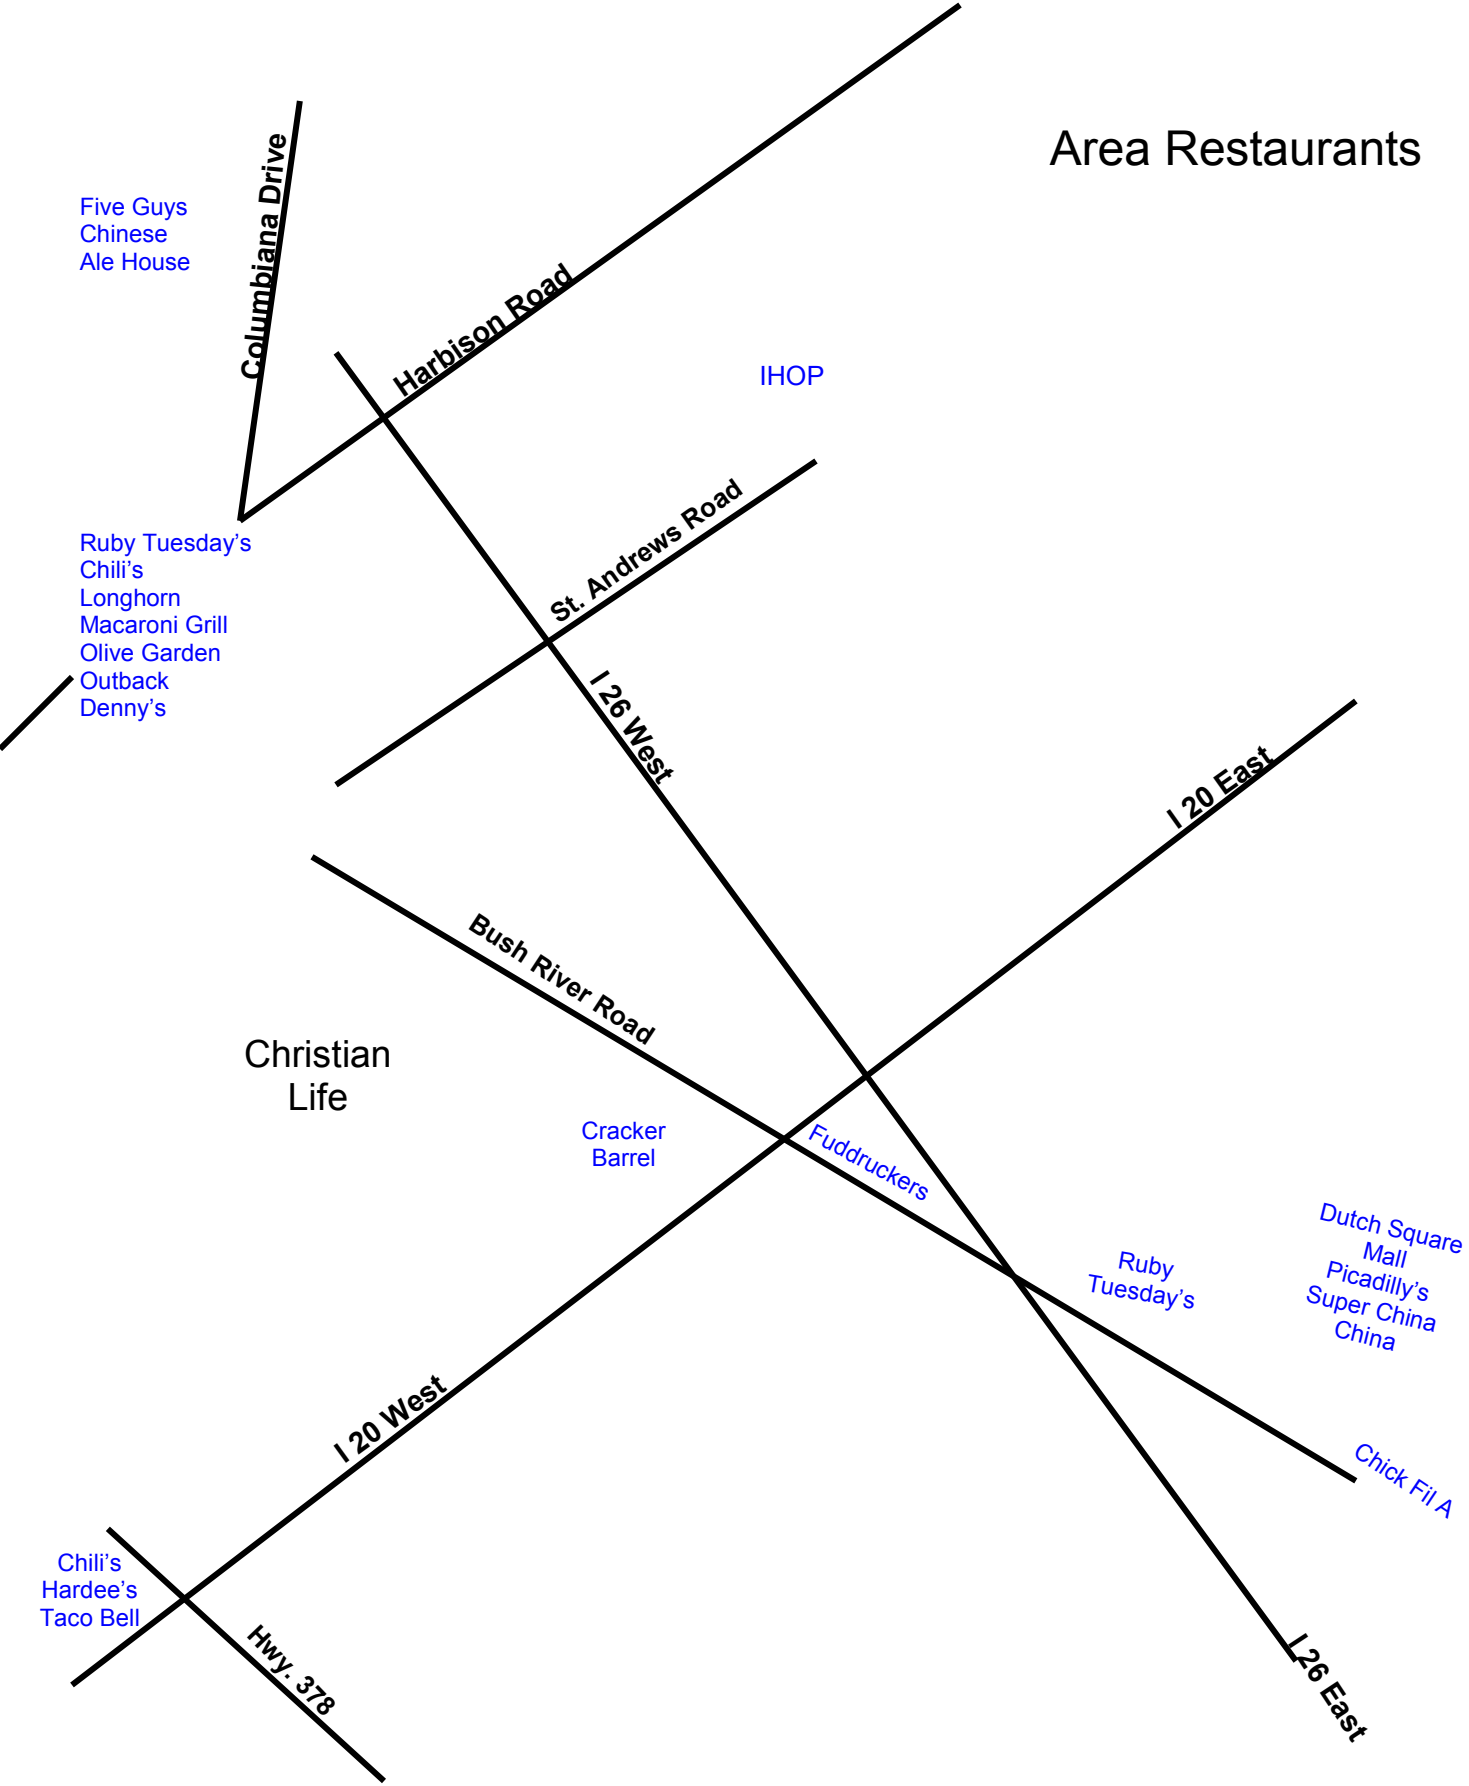 Area Restaurants
Columbiana Drive
Five Guys
Chinese
Ale House
Harbison Road
IHOP
St. Andrews Road
Ruby Tuesday’s
Chili’s
Longhorn
Macaroni Grill
Olive Garden
Outback
Denny’s
I 26 West
I 20 East
Bush River Road
Christian
Life
Cracker
Barrel
Fuddruckers
Ruby
Tuesday’s
Dutch Square
Mall
Picadilly’s
Super China
China
I 20 West
Chick Fil A
Chili’s
Hardee’s
Taco Bell
Hwy. 378
I 26 East